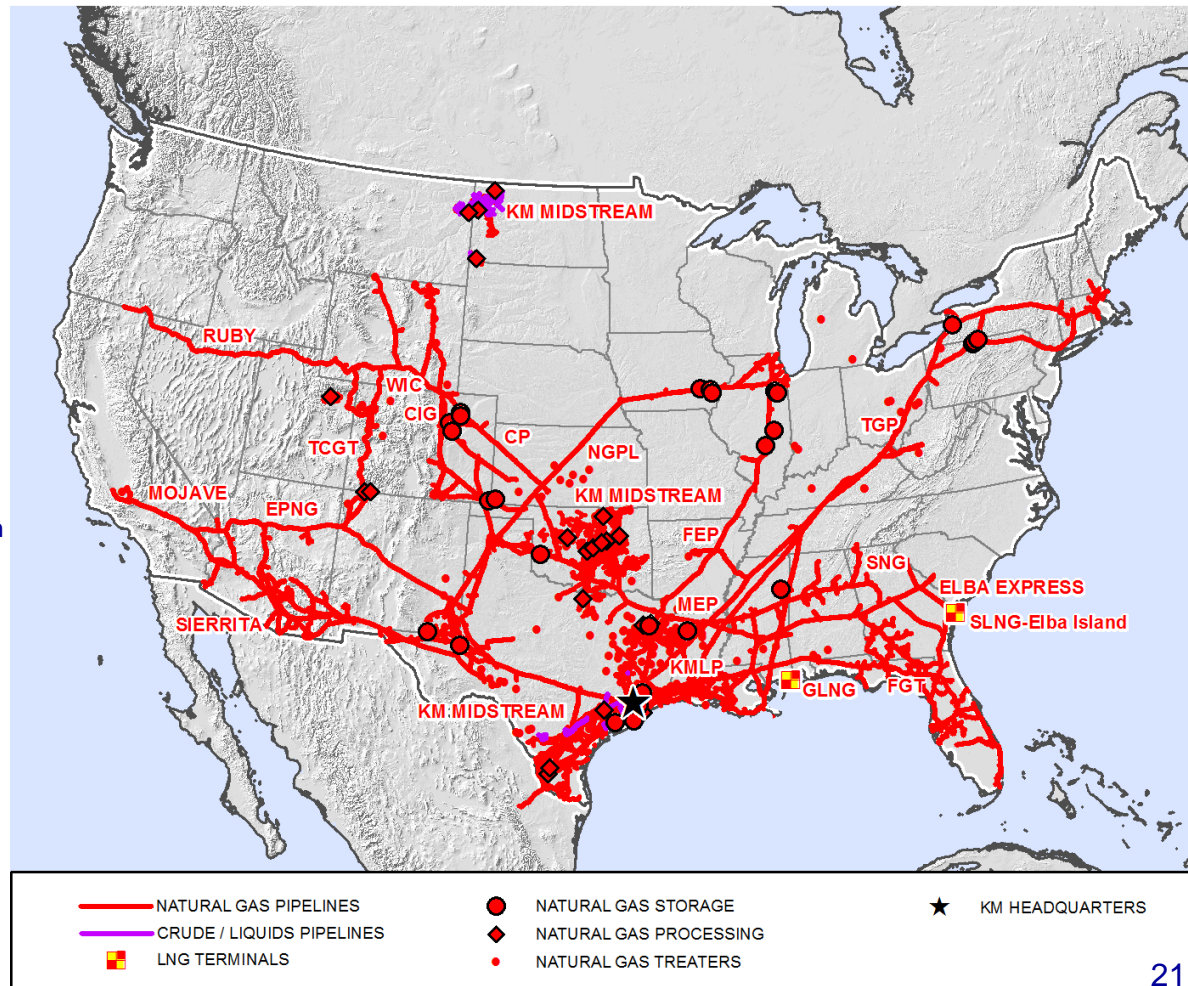 KM MIDSTREAM
RUBY
WIC
CIG
CP
TCGT
NGPL
TGP
MOJAVE
EPNG
KM MIDSTREAM
FEP
SNG
ELBA EXPRESS
MEP
SLNG-Elba Island
SIERRITA
KMLP
GLNG
FGT
KM MIDSTREAM
n
NATURAL GAS PIPELINES
CRUDE / LIQUIDS PIPELINES
LNG TERMINALS
NATURAL GAS STORAGE
NATURAL GAS PROCESSING
NATURAL GAS TREATERS
KM HEADQUARTERS
21